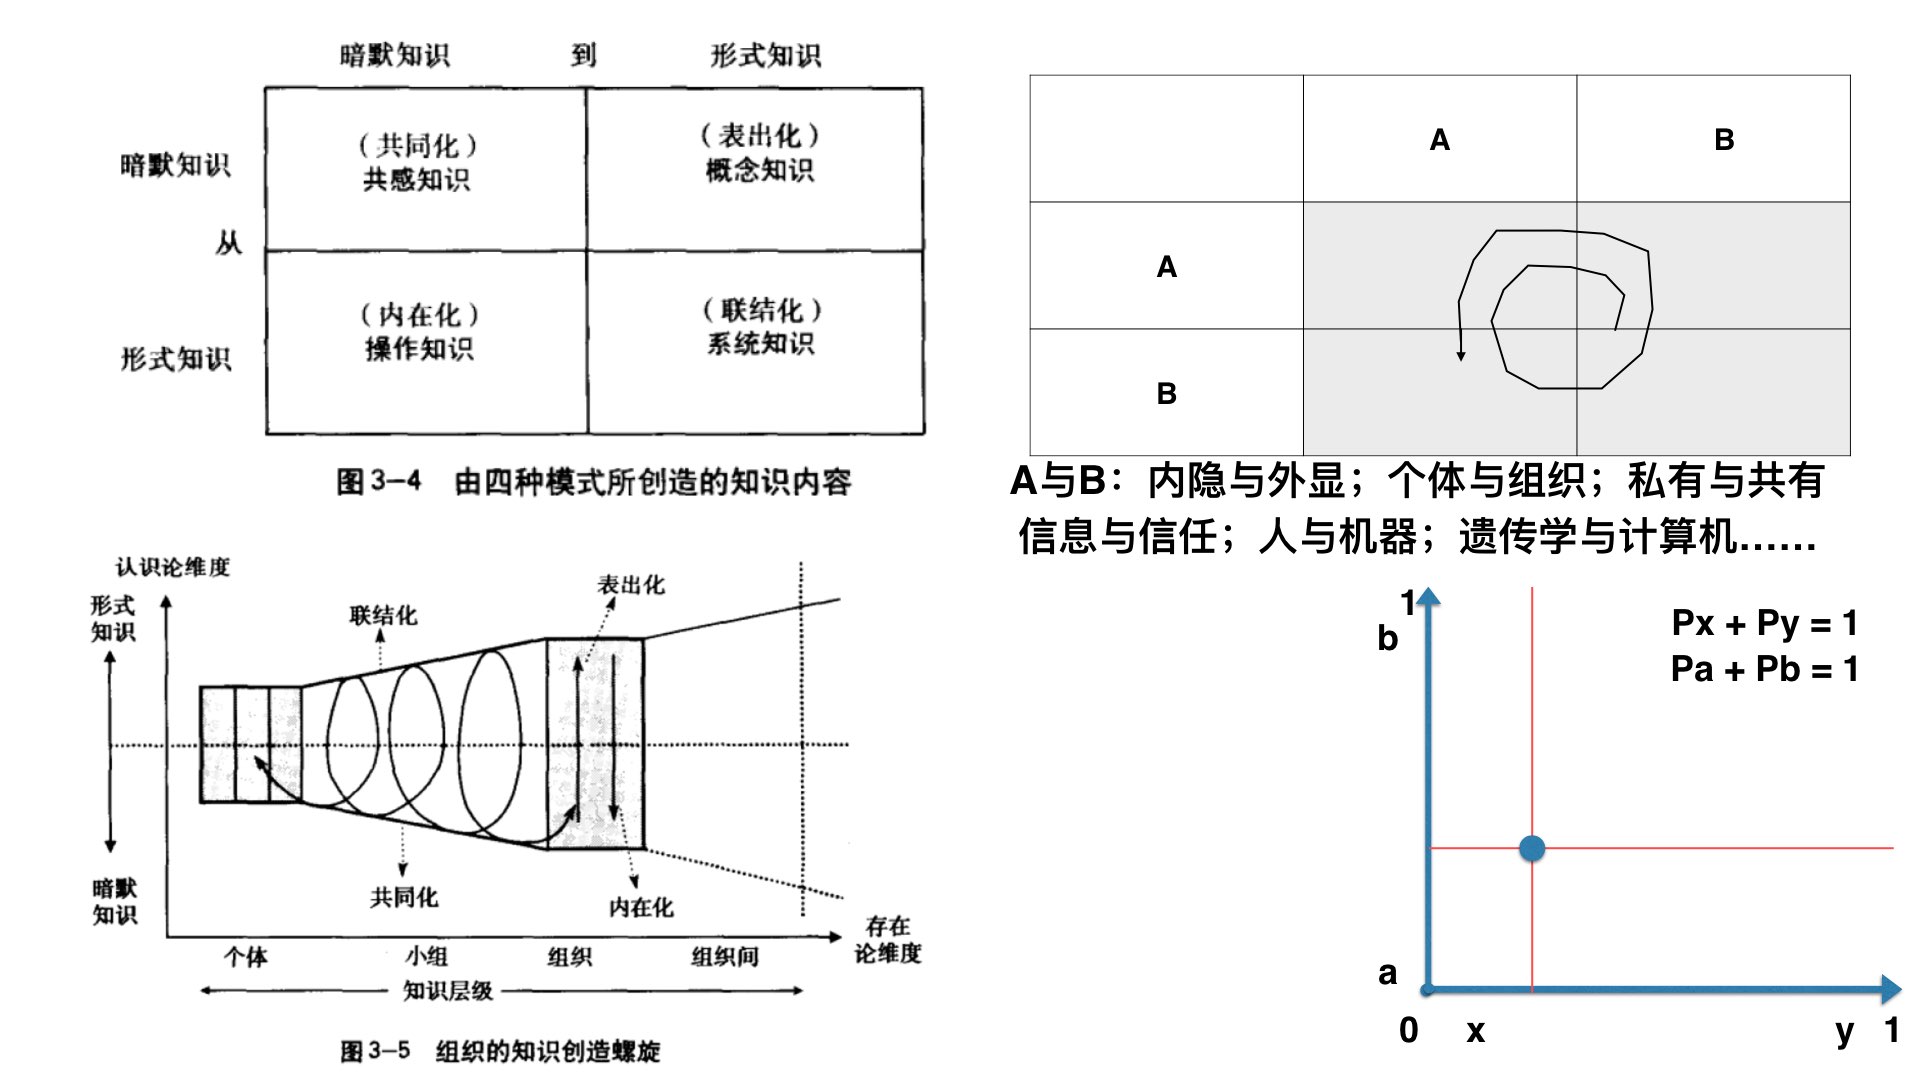 暗默知识 到 形式知识
暗默知识
(共同化)
共感知识
(表出化)
概念知识
从
形式知识
(内在化)
操作知识
(联结化)
系统知识
图3-4 由四种模式所创造的知识内容
认识论维度
形式
知识
暗默
知识
联结化
表出化
共同化
内在化
存在
论维度
个体 小组 组织 组织间
知识层级
图3-5 组织的知识创造螺旋
A B
A
B
A与B：内隐与外显；个体与组织；私有与共有
信息与信任；人与机器；遗传学与计算机……
1
b
Px + Py = 1
Pa + Pb = 1
a
0 x y 1